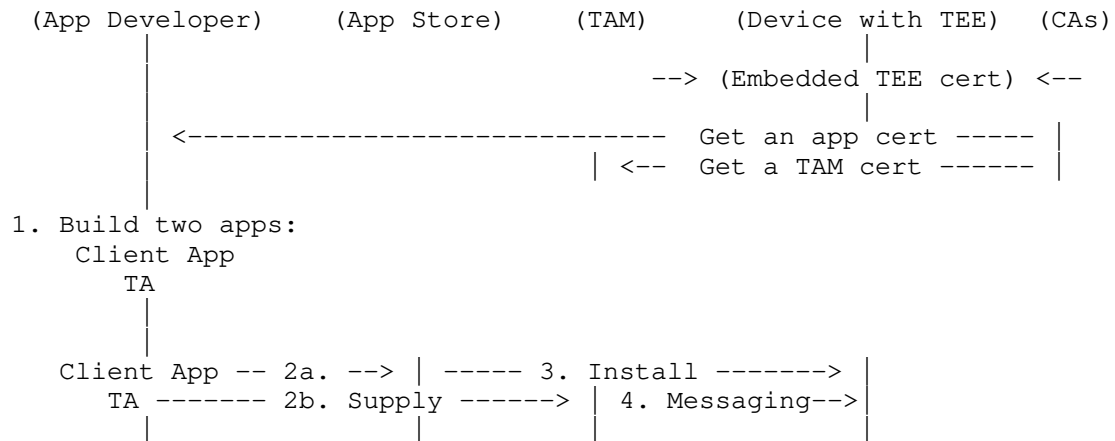 (App Developer) (App Store) (TAM) (Device with TEE) (CAs)
--> (Embedded TEE cert) <--
<------------------------------ Get an app cert -----
<-- Get a TAM cert ------
1. Build two apps:
Client App
TA
Client App -- 2a. --> | ----- 3. Install ------->
TA ------- 2b. Supply ------> | 4. Messaging-->